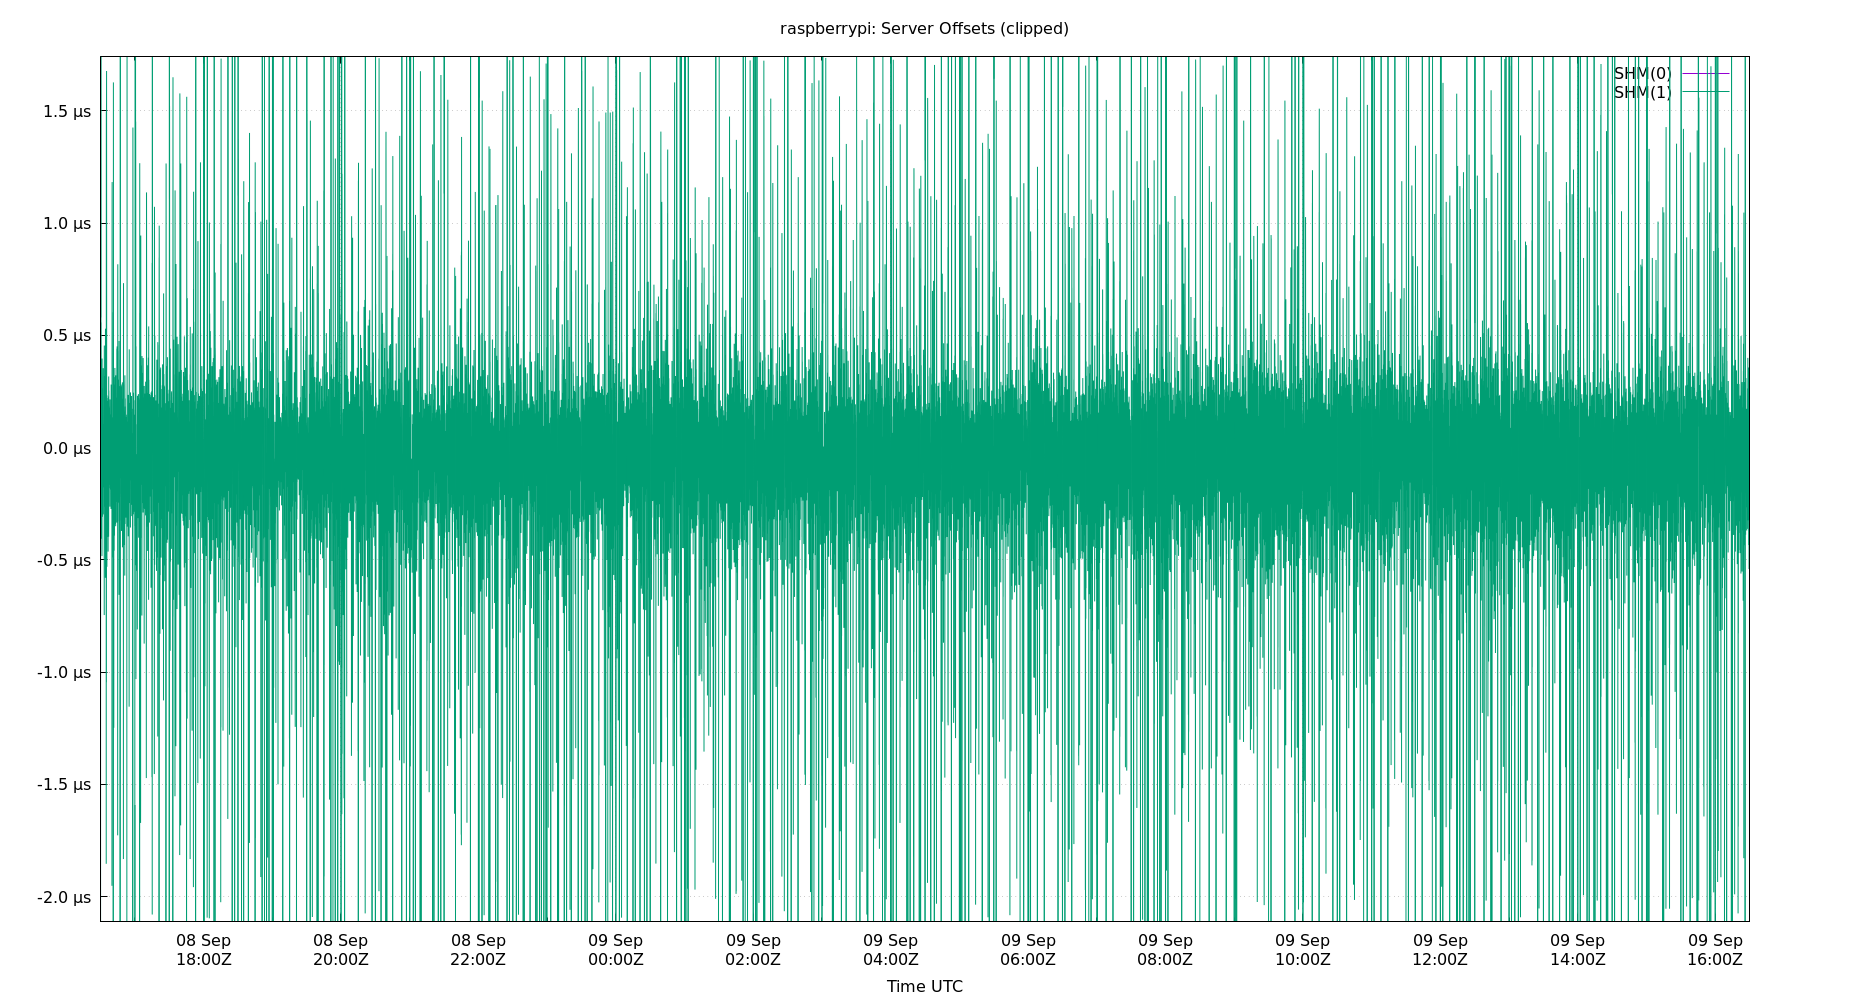 raspberrypi: Server Offsets (clipped)
SHM(0)
SHM(1)
1.5 µs
1.0 µs
0.5 µs
0.0 µs
-0.5 µs
-1.0 µs
-1.5 µs
-2.0 µs
08 Sep 08 Sep 08 Sep 09 Sep 09 Sep 09 Sep 09 Sep 09 Sep 09 Sep 09 Sep 09 Sep 09 Sep
18:00Z 20:00Z 22:00Z 00:00Z 02:00Z 04:00Z 06:00Z 08:00Z 10:00Z 12:00Z 14:00Z 16:00Z
Time UTC